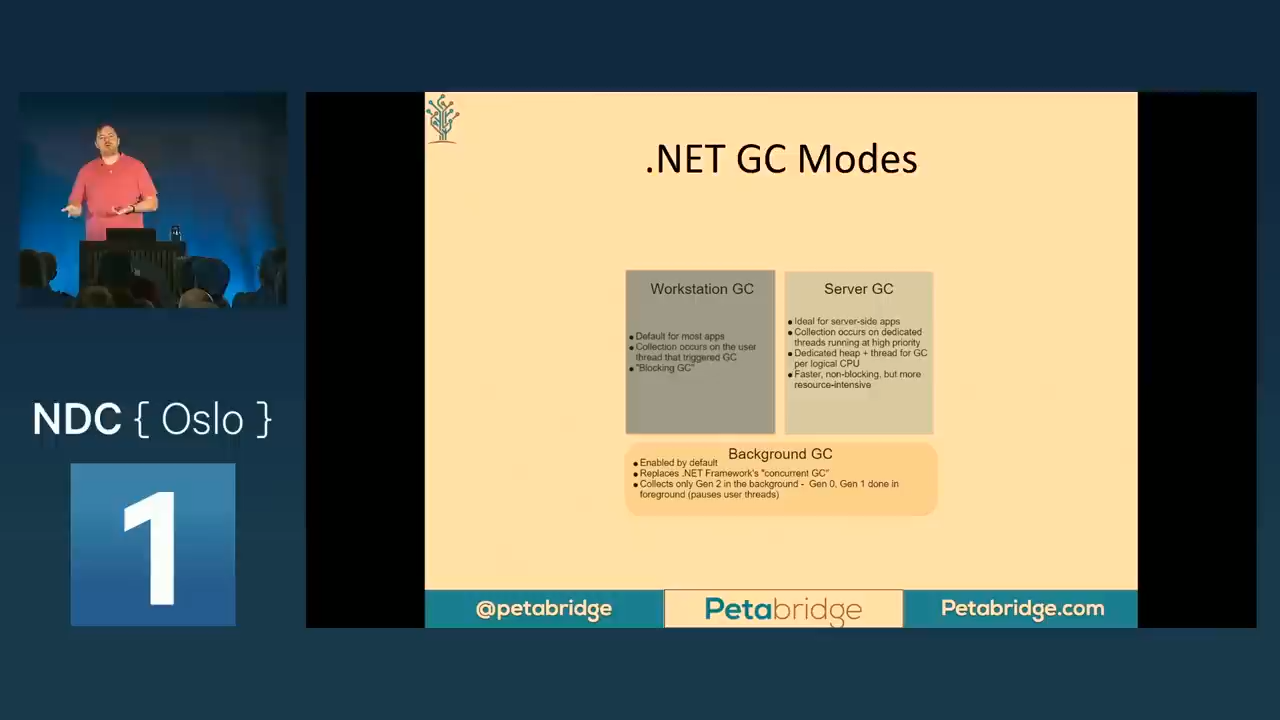 .NET GC Modes
Workstation GC
● Default for most apps
● Collection occurs on the user
thread that triggered GC
● "Blocking GC"
Server GC
● Ideal for server-side apps
● Collection occurs on dedicated
threads running at high priority
● Dedicated heap + thread for GC
per logical CPU
● Faster, non-blocking, but more
resource-intensive
Background GC
● Enabled by default
● Replaces .NET Framework's "concurrent GC"
● Collects only Gen 2 in the background - Gen 0, Gen 1 done in
foreground (pauses user threads)
NDC { Oslo }
1
@petabridge
Petabridge
Petabridge.com